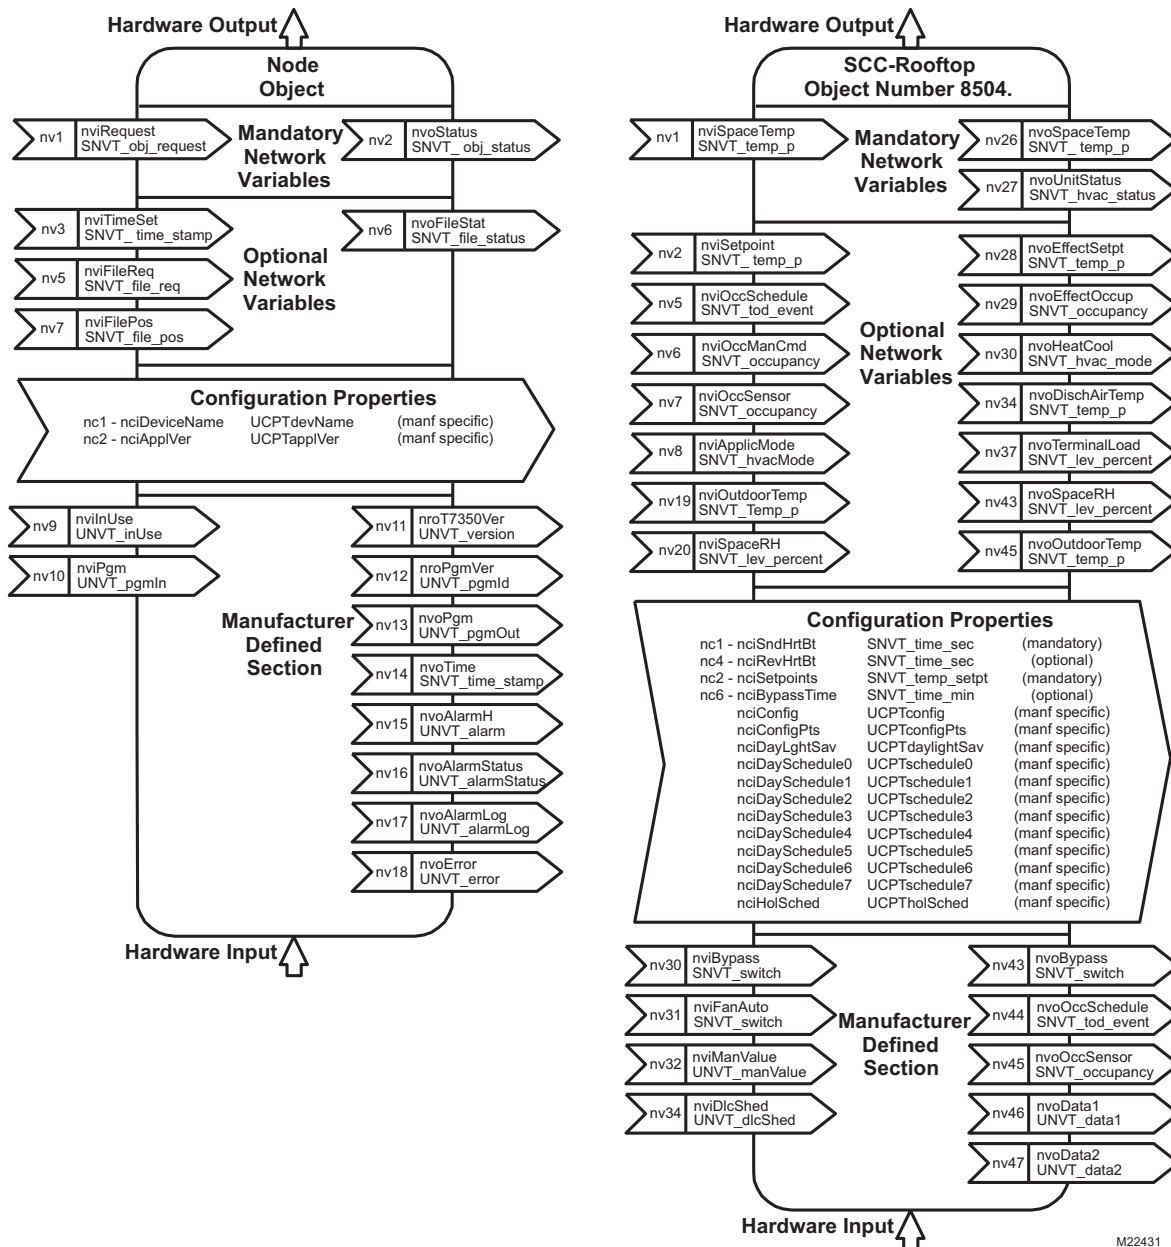 Hardware Output
Node
Object
nv1
nviRequest
SNVT_obj_request
Mandatory
Network
Variables
nv2
nvoStatus
SNVT_ obj_status
nv3
nviTimeSet
SNVT_ time_stamp
nv6
nvoFileStat
SNVT_file_status
Optional
Network
Variables
nv5
nviFileReq
SNVT_file_req
nv7
nviFilePos
SNVT_file_pos
Configuration Properties
nc1 - nciDeviceName UCPTdevName (manf specific)
nc2 - nciApplVer UCPTapplVer (manf specific)
nv9
nviInUse
UNVT_inUse
nv11
nroT7350Ver
UNVT_version
nv10
nviPgm
UNVT_pgmIn
nv12
nroPgmVer
UNVT_pgmId
Manufacturer
Defined
Section
nv13
nvoPgm
UNVT_pgmOut
nv14
nvoTime
SNVT_time_stamp
nv15
nvoAlarmH
UNVT_alarm
nv16
nvoAlarmStatus
UNVT_alarmStatus
nv17
nvoAlarmLog
UNVT_alarmLog
nv18
nvoError
UNVT_error
Hardware Input
Hardware Output
SCC-Rooftop
Object Number 8504.
nv1
nviSpaceTemp
SNVT_temp_p
Mandatory
Network
Variables
nv26
nvoSpaceTemp
SNVT_ temp_p
nv27
nvoUnitStatus
SNVT_hvac_status
nv2
nviSetpoint
SNVT_ temp_p
nv28
nvoEffectSetpt
SNVT_temp_p
nv5
nviOccSchedule
SNVT_tod_event
nv29
nvoEffectOccup
SNVT_occupancy
Optional
Network
Variables
nv6
nviOccManCmd
SNVT_occupancy
nv30
nvoHeatCool
SNVT_hvac_mode
nv7
nviOccSensor
SNVT_occupancy
nv34
nvoDischAirTemp
SNVT_temp_p
nv8
nviApplicMode
SNVT_hvacMode
nv37
nvoTerminalLoad
SNVT_lev_percent
nv19
nviOutdoorTemp
SNVT_Temp_p
nv43
nvoSpaceRH
SNVT_lev_percent
nv20
nviSpaceRH
SNVT_lev_percent
nv45
nvoOutdoorTemp
SNVT_temp_p
Configuration Properties
nc1 - nciSndHrtBt SNVT_time_sec (mandatory)
nc4 - nciRevHrtBt SNVT_time_sec (optional)
nc2 - nciSetpoints SNVT_temp_setpt (mandatory)
nc6 - nciBypassTime SNVT_time_min (optional)
nciConfig UCPTconfig (manf specific)
nciConfigPts UCPTconfigPts (manf specific)
nciDayLghtSav UCPTdaylightSav (manf specific)
nciDaySchedule0 UCPTschedule0 (manf specific)
nciDaySchedule1 UCPTschedule1 (manf specific)
nciDaySchedule2 UCPTschedule2 (manf specific)
nciDaySchedule3 UCPTschedule3 (manf specific)
nciDaySchedule4 UCPTschedule4 (manf specific)
nciDaySchedule5 UCPTschedule5 (manf specific)
nciDaySchedule6 UCPTschedule6 (manf specific)
nciDaySchedule7 UCPTschedule7 (manf specific)
nciHolSched UCPTholSched (manf specific)
nv30
nviBypass
SNVT_switch
nv43
nvoBypass
SNVT_switch
nv31
nviFanAuto
SNVT_switch
Manufacturer
Defined
Section
nv44
nvoOccSchedule
SNVT_tod_event
nv32
nviManValue
UNVT_manValue
nv45
nvoOccSensor
SNVT_occupancy
nv34
nviDlcShed
UNVT_dlcShed
nv46
nvoData1
UNVT_data1
nv47
nvoData2
UNVT_data2
Hardware Input
M22431